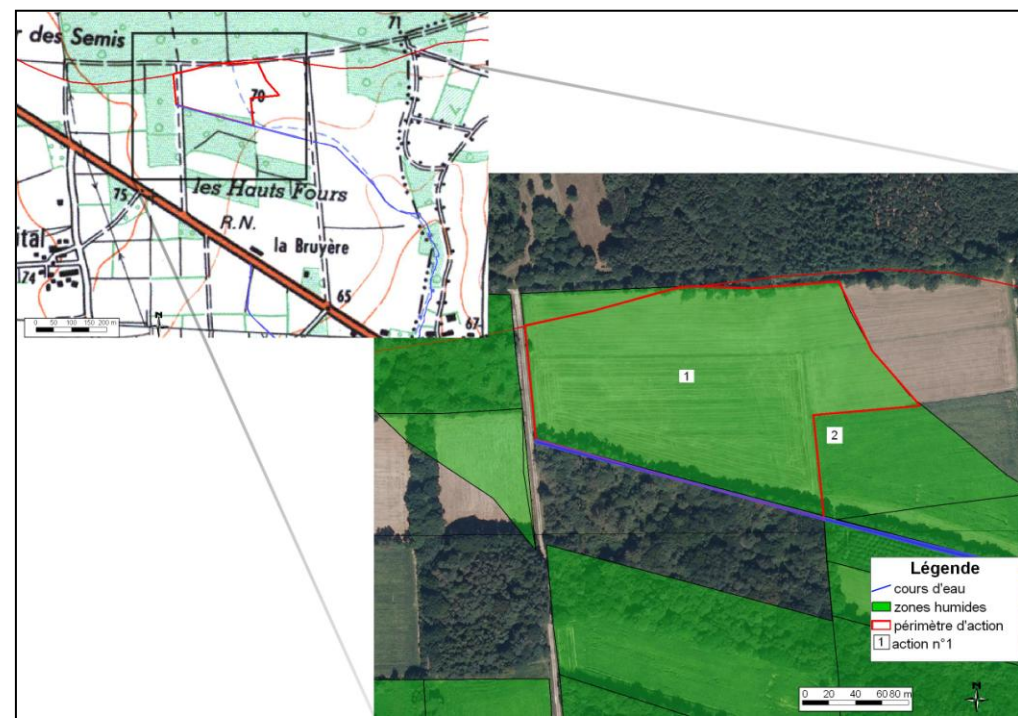 r des Semis
n
70
75
les Hauts Fours
R.N.
la Bruyère
ital
74
65
67
0 50 100 150 200 m
N
1
2
Légende
cours d'eau
zones humides
périmètre d'action
1 action n°1
0 20 40 60 80 m
N